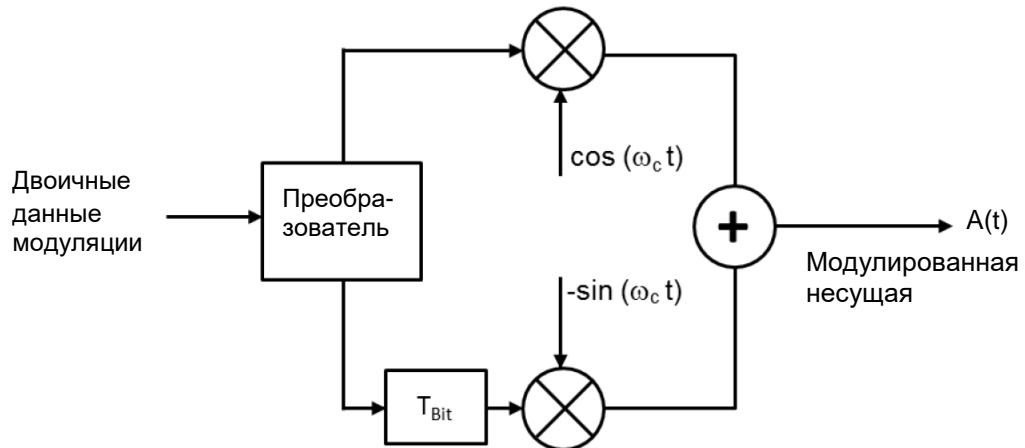 cos (ωc t)
Двоичные
данные
модуляции
Преобра-
зователь
+
A(t)
Модулированная
несущая
-sin (ωc t)
TBit